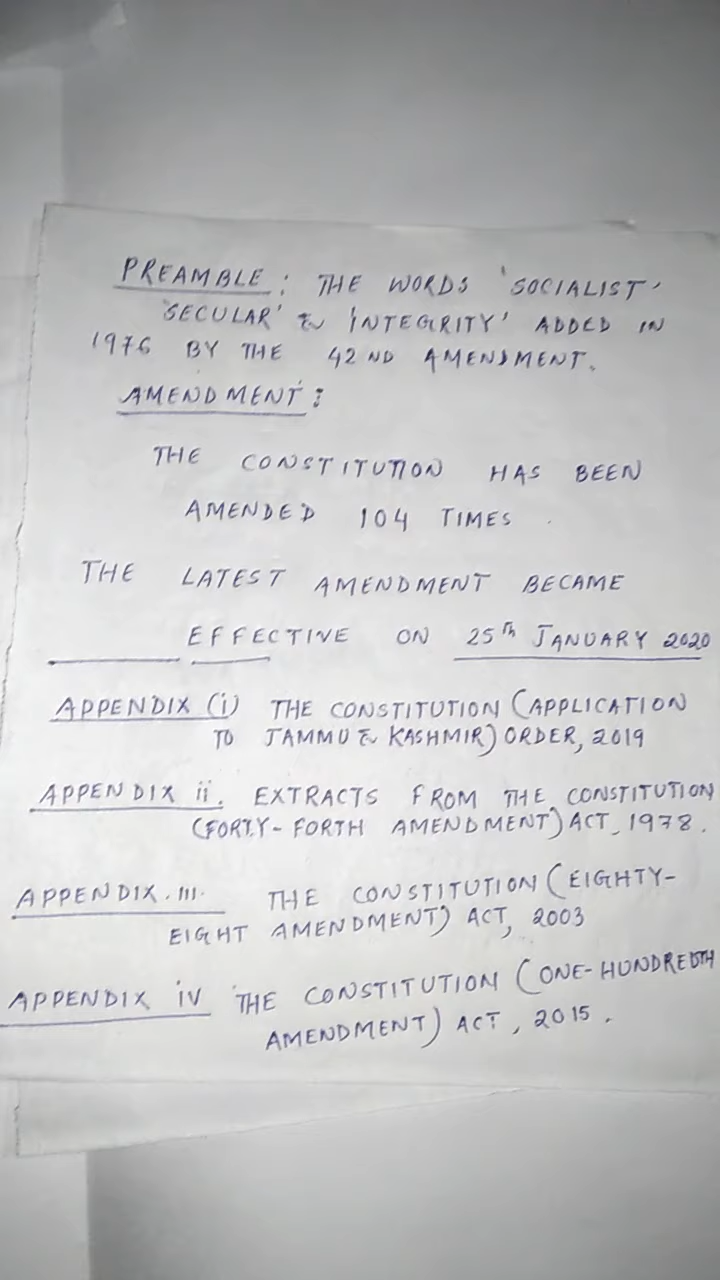 PREAMBLE : THE WORDS 'SOCIALIST'
'SECULAR' & 'INTEGRITY' ADDED IN
1976 BY THE 42ND AMENDMENT.
AMENDMENT :
THE CONSTITUTION HAS BEEN
AMENDED 104 TIMES .
THE LATEST AMENDMENT BECAME
EFFECTIVE ON 25TH JANUARY 2020
APPENDIX (i) THE CONSTITUTION (APPLICATION
TO JAMMU & KASHMIR) ORDER, 2019
APPENDIX ii. EXTRACTS FROM THE CONSTITUTION
(FORTY-FORTH AMENDMENT) ACT, 1978.
APPENDIX.III. THE CONSTITUTION (EIGHTY-
EIGHT AMENDMENT) ACT, 2003
APPENDIX iV THE CONSTITUTION (ONE-HUNDREDTH
AMENDMENT) ACT, 2015.